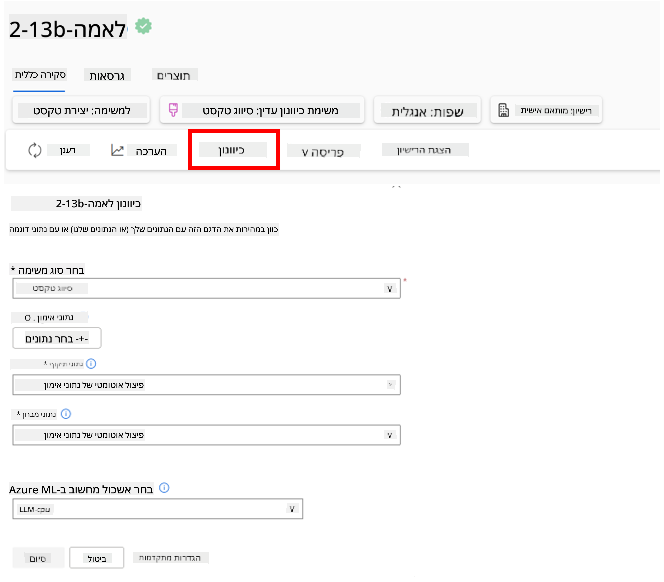 לאמה-2-13b
סקירה כללית גרסאות תוצרים
למשימה: יצירת טקסט משימת כיוונון עדין: סיווג טקסט שפות: אנגלית רישיון: מותאם אישית
רענן הערכה כיוונון פריסה v הצגת הרישיון
כיוונון לאמה-2-13b
כוונן במהירות את הדגם הזה עם הנתונים שלך (או הנתונים שלנו) או עם נתוני דוגמה
בחר סוג משימה *
סיווג טקסט v
נתוני אימון . O
-+- בחר נתונים
נתוני תיקוף *
פיצול אוטומטי של נתוני אימון v
נתוני מבחן *
פיצול אוטומטי של נתוני אימון v
בחר אשכול מחשוב ב-Azure ML
LLM-cpu v
סיום ביטול הגדרות מתקדמות